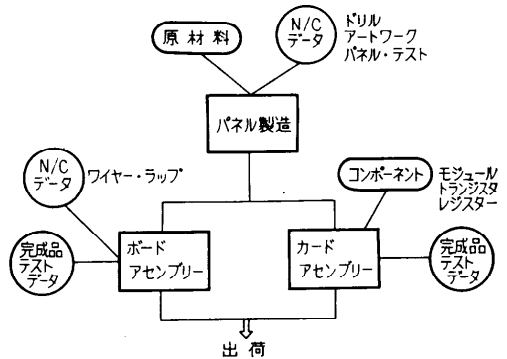 原材料
N/C
データ
ドリル
アートワーク
パネル・テスト
パネル製造
N/C
データ
ワイヤー・ラップ
コンポーネント
モジュール
トランジスタ
レジスター
完成品
テスト
データ
ボード
アセンブリー
カード
アセンブリー
完成品
テスト
データ
出荷